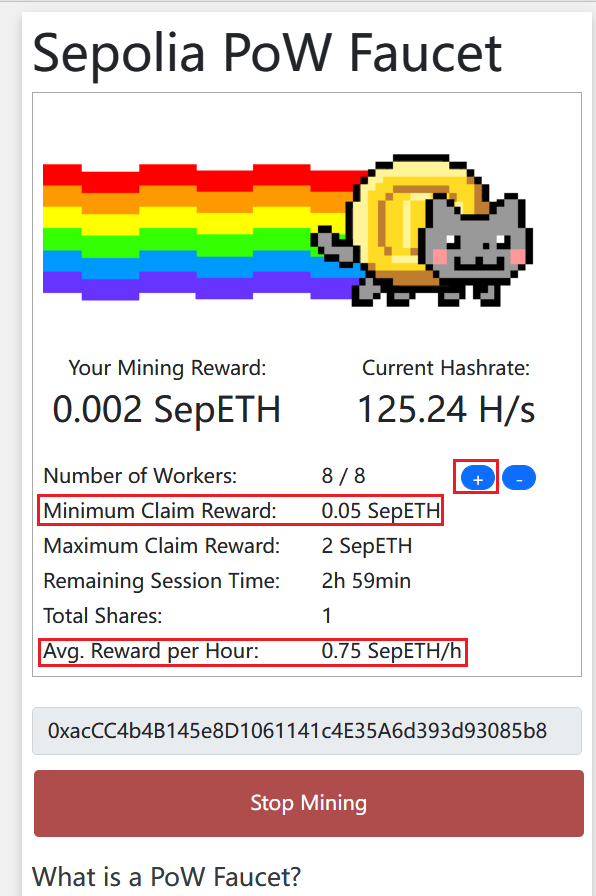 Sepolia PoW Faucet
Your Mining Reward: Current Hashrate:
0.002 SepETH 125.24 H/s
Number of Workers: 8 / 8 + -
Minimum Claim Reward: 0.05 SepETH
Maximum Claim Reward: 2 SepETH
Remaining Session Time: 2h 59min
Total Shares: 1
Avg. Reward per Hour: 0.75 SepETH/h
0xacCC4b4B145e8D1061141c4E35A6d393d93085b8
Stop Mining
What is a PoW Faucet?